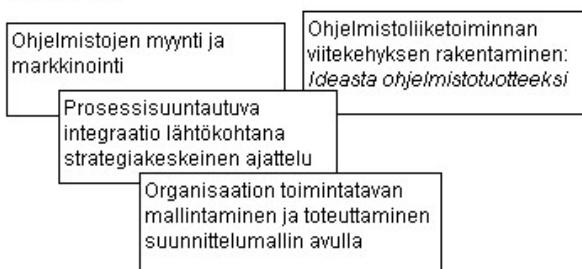 Ohjelmistojen myynti ja
markkinointi
Ohjelmistoliiketoiminnan
viitekehyksen rakentaminen:
Ideasta ohjelmistotuotteeksi
Prosessisuuntautuva
integraatio lähtökohtana
strategiakeskeinen ajattelu
Organisaation toimintatavan
mallintaminen ja toteuttaminen
suunnittelumallin avulla